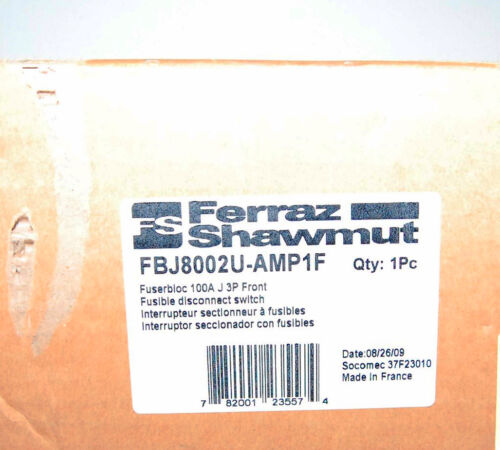 FS Ferraz
Shawmut
FBJ8002U-AMP1F Qty: 1Pc
Fuserbloc 100A J 3P Front
Fusible disconnect switch
Interrupteur sectionneur à fusibles
Interruptor seccionador con fusibles
Date:08/26/09
Socomec 37F23010
Made in France
7 82001 23557 4